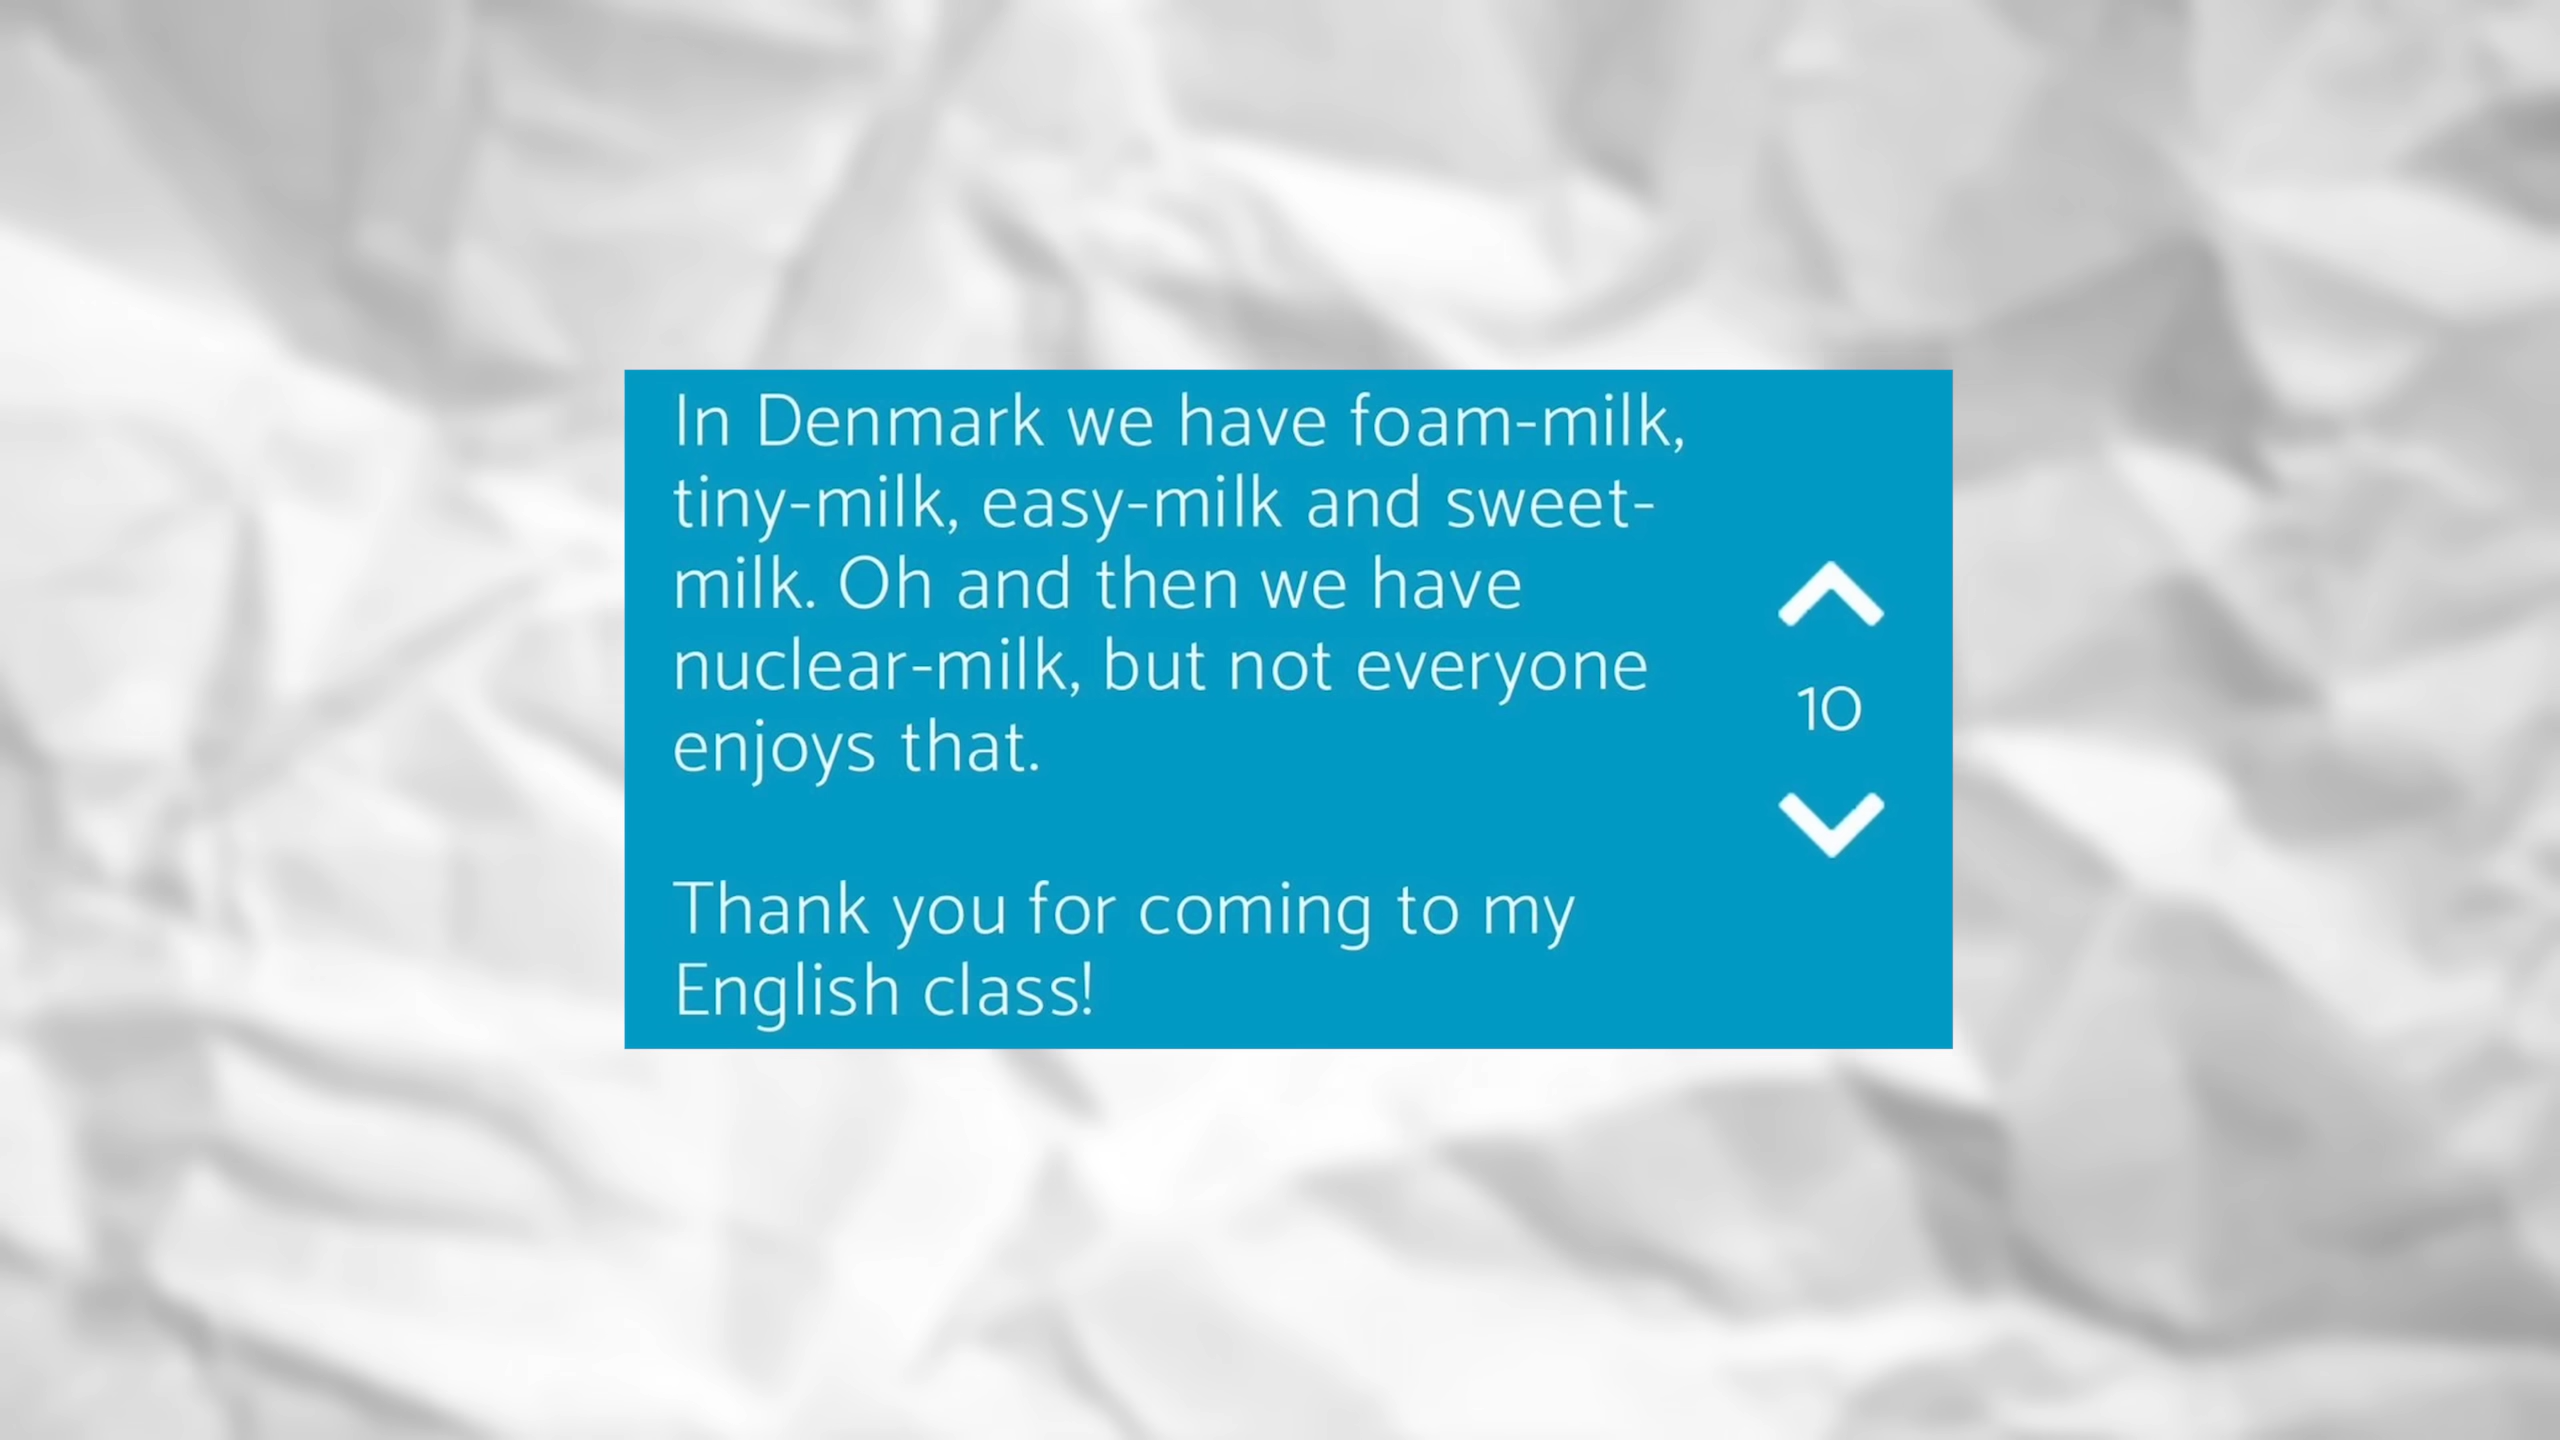 In Denmark we have foam-milk,
tiny-milk, easy-milk and sweet-
milk. Oh and then we have
nuclear-milk, but not everyone
enjoys that.
Thank you for coming to my
English class!
10